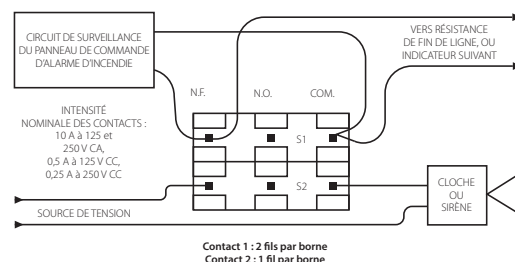 CIRCUIT DE SURVEILLANCE
DU PANNEAU DE COMMANDE
D'ALARME D'INCENDIE
VERS RÉSISTANCE
DE FIN DE LIGNE, OU
INDICATEUR SUIVANT
N.F.
N.O.
COM.
INTENSITÉ
NOMINALE DES CONTACTS :
10 A à 125 et
250 V CA,
0,5 A à 125 V CC,
0,25 A à 250 V CC
S1
S2
CLOCHE
OU
SIRÈNE
SOURCE DE TENSION
Contact 1 : 2 fils par borne
Contact 2 : 1 fil par borne